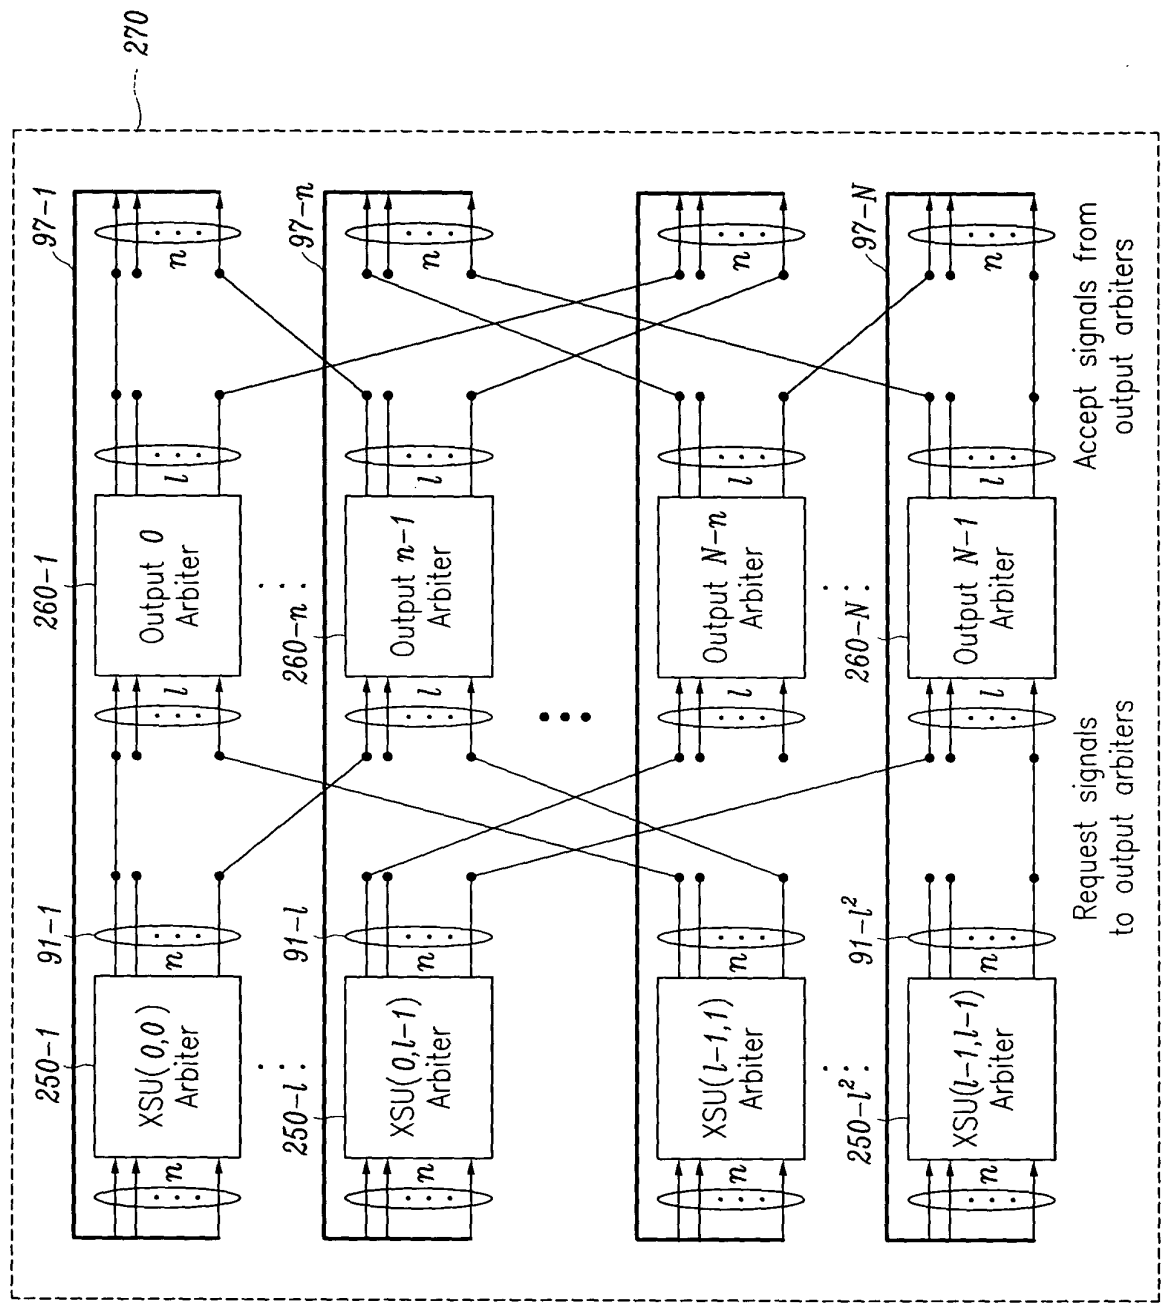 270
97-1
97-n
97-N
n
n
n
n
Accept signals from
output arbiters
l
l
l
l
260-1
260-n
260-N
Output 0
Arbiter
Output n-1
Arbiter
Output N-n
Arbiter
Output N-1
Arbiter
l
l
l
l
Request signals
to output arbiters
91-1
91-l
91-l²
n
n
n
n
250-1
250-l
250-l²
XSU(0,0)
Arbiter
XSU(0,l-1)
Arbiter
XSU(l-1,1)
Arbiter
XSU(l-1,l-1)
Arbiter
n
n
n
n